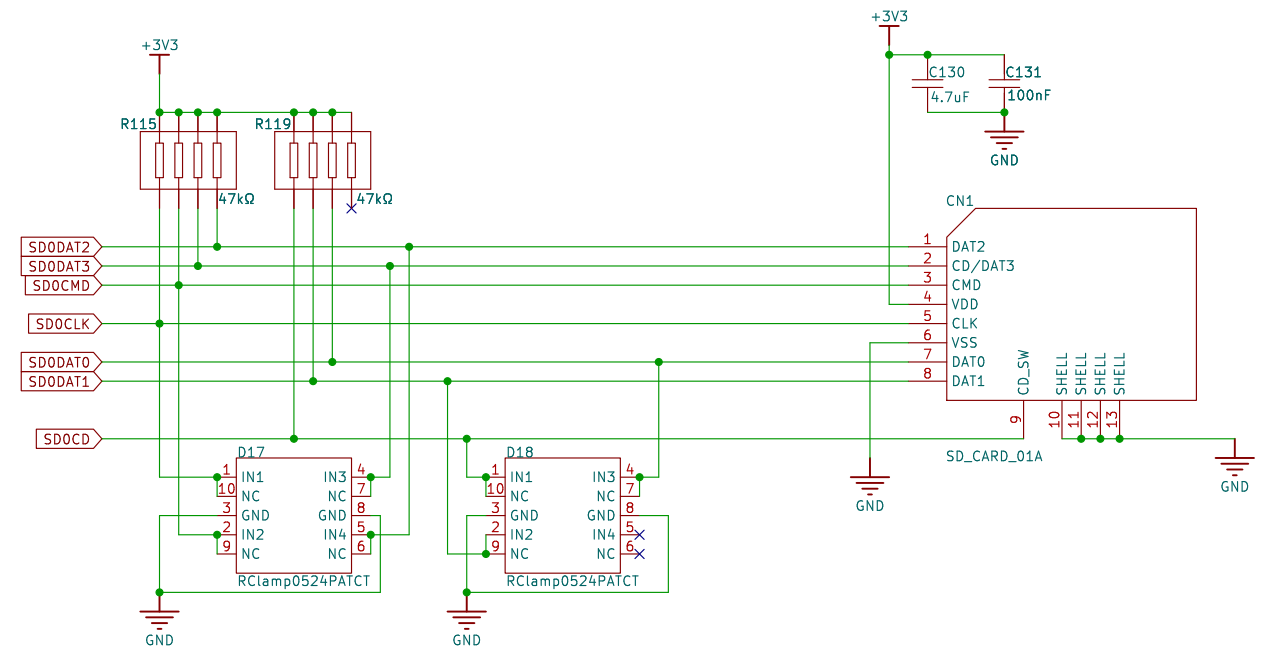 +3V3
+3V3
C130
4.7uF
C131
100nF
GND
R115
47kΩ
R119
47kΩ
SD0DAT2
SD0DAT3
SD0CMD
SD0CLK
SD0DAT0
SD0DAT1
SD0CD
CN1
1 DAT2
2 CD/DAT3
3 CMD
4 VDD
5 CLK
6 VSS
7 DAT0
8 DAT1
CD_SW SHELL SHELL SHELL SHELL
9 10 11 12 13
SD_CARD_01A
GND
GND
D17
1 IN1 IN3 4
10 NC NC 7
3 GND GND 8
2 IN2 IN4 5
9 NC NC 6
RClamp0524PATCT
GND
D18
1 IN1 IN3 4
10 NC NC 7
3 GND GND 8
2 IN2 IN4 5
9 NC NC 6
RClamp0524PATCT
GND